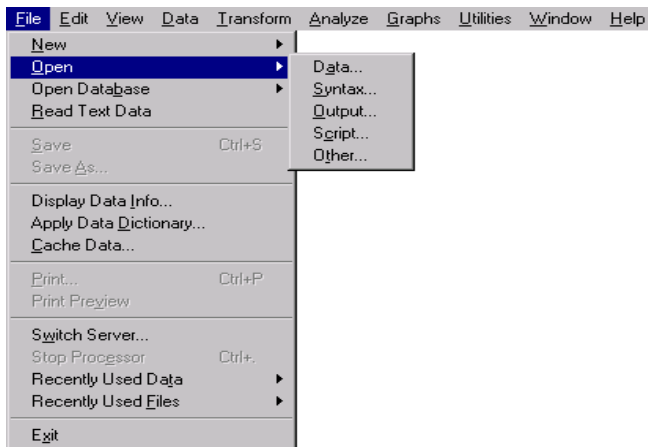 File Edit View Data Transform Analyze Graphs Utilities Window Help
New
Open
Open Database
Read Text Data
Save Ctrl+S
Save As...
Display Data Info...
Apply Data Dictionary...
Cache Data...
Print... Ctrl+P
Print Preview
Switch Server...
Stop Processor Ctrl+.
Recently Used Data
Recently Used Files
Exit
Data...
Syntax...
Output...
Script...
Other...